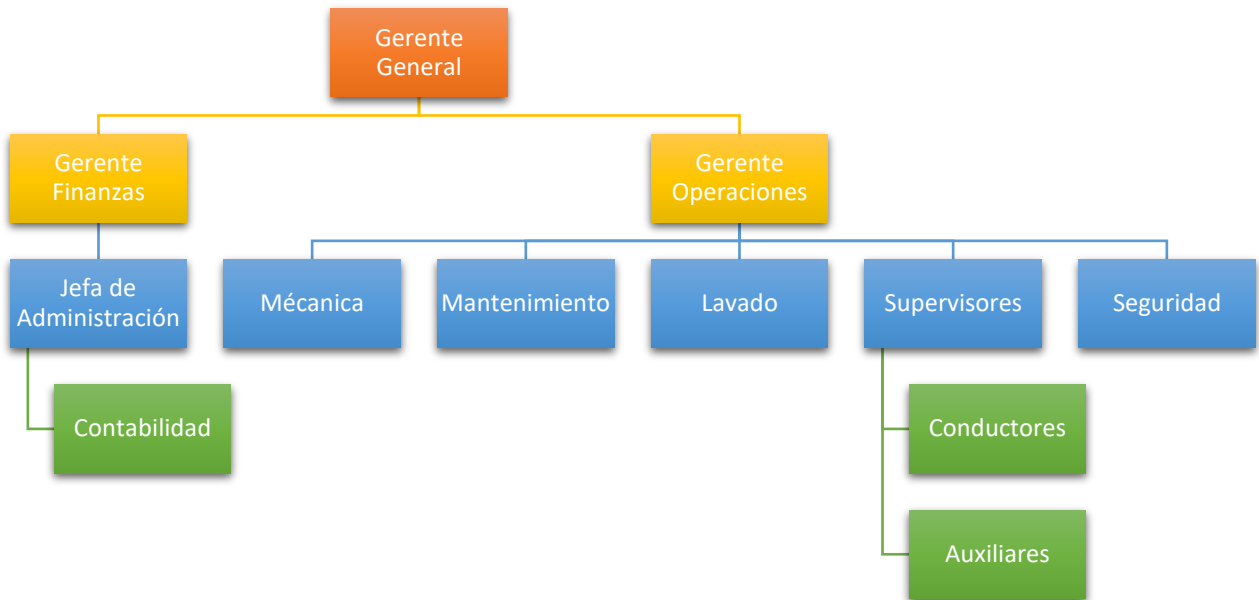 Gerente
General
Gerente
Finanzas
Gerente
Operaciones
Jefa de
Administración
Mécanica
Mantenimiento
Lavado
Supervisores
Seguridad
Contabilidad
Conductores
Auxiliares